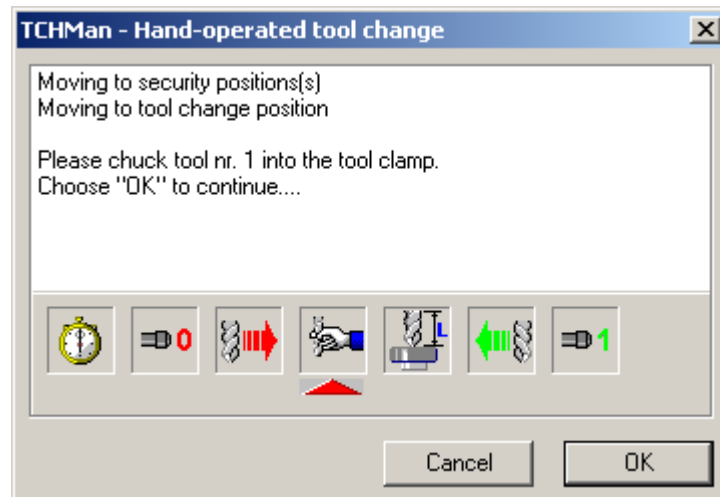 TCHMan - Hand-operated tool change
Moving to security positions(s)
Moving to tool change position
Please chuck tool nr. 1 into the tool clamp.
Choose "OK" to continue....
0
L
1
Cancel
OK